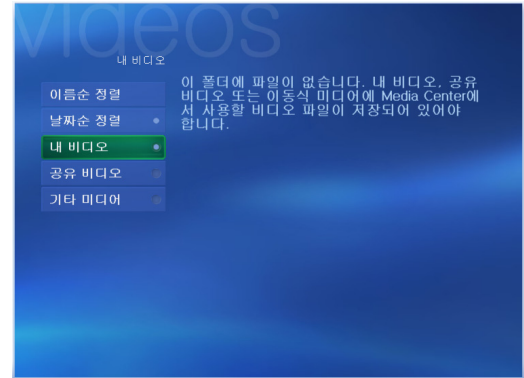 videos
내 비디오
이름순 정렬
날짜순 정렬
내 비디오
공유 비디오
기타 미디어
이 폴더에 파일이 없습니다. 내 비디오, 공유
비디오 또는 이동식 미디어에 Media Center에
서 사용할 비디오 파일이 저장되어 있어야
합니다.